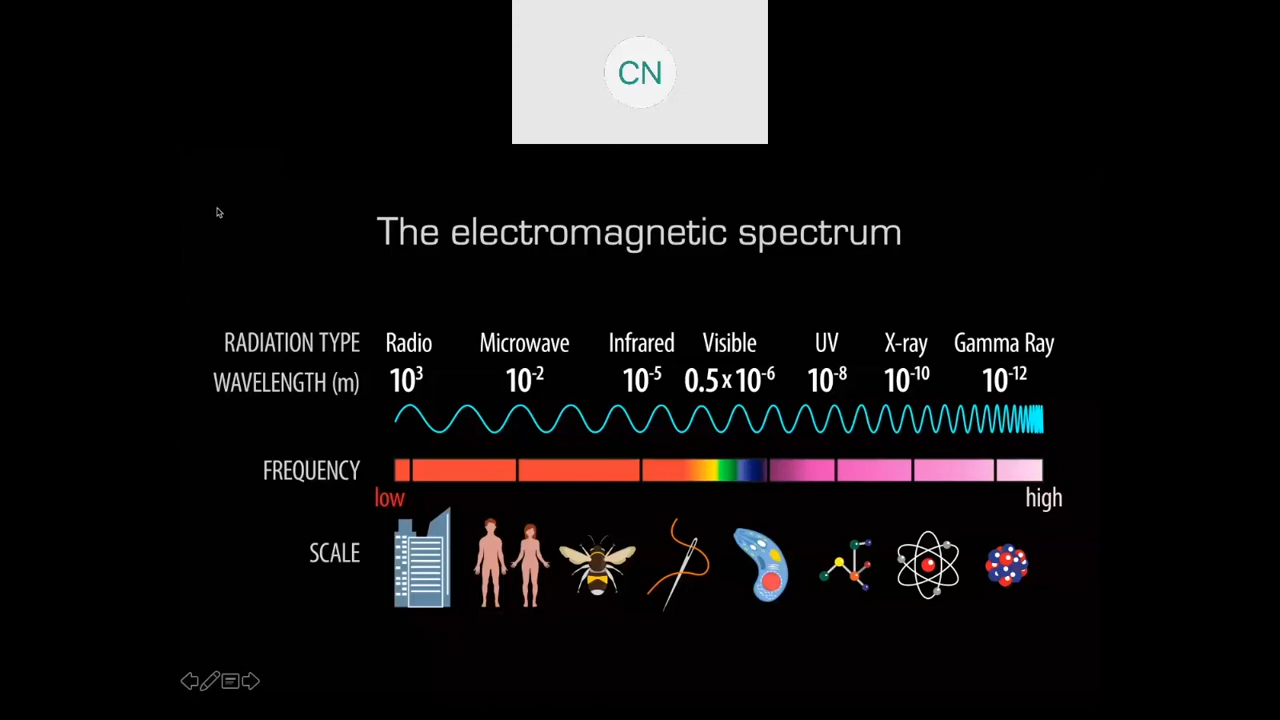 CN
The electromagnetic spectrum
RADIATION TYPE Radio Microwave Infrared Visible UV X-ray Gamma Ray
WAVELENGTH (m) 10³ 10⁻² 10⁻⁵ 0.5 x 10⁻⁶ 10⁻⁸ 10⁻¹⁰ 10⁻¹²
FREQUENCY
low high
SCALE